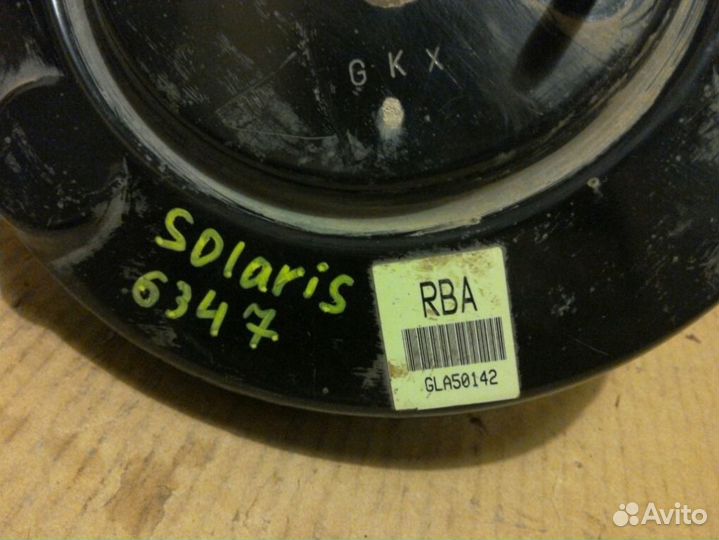 GKX
SOlaris
6347
RBA
GLA50142
Avito